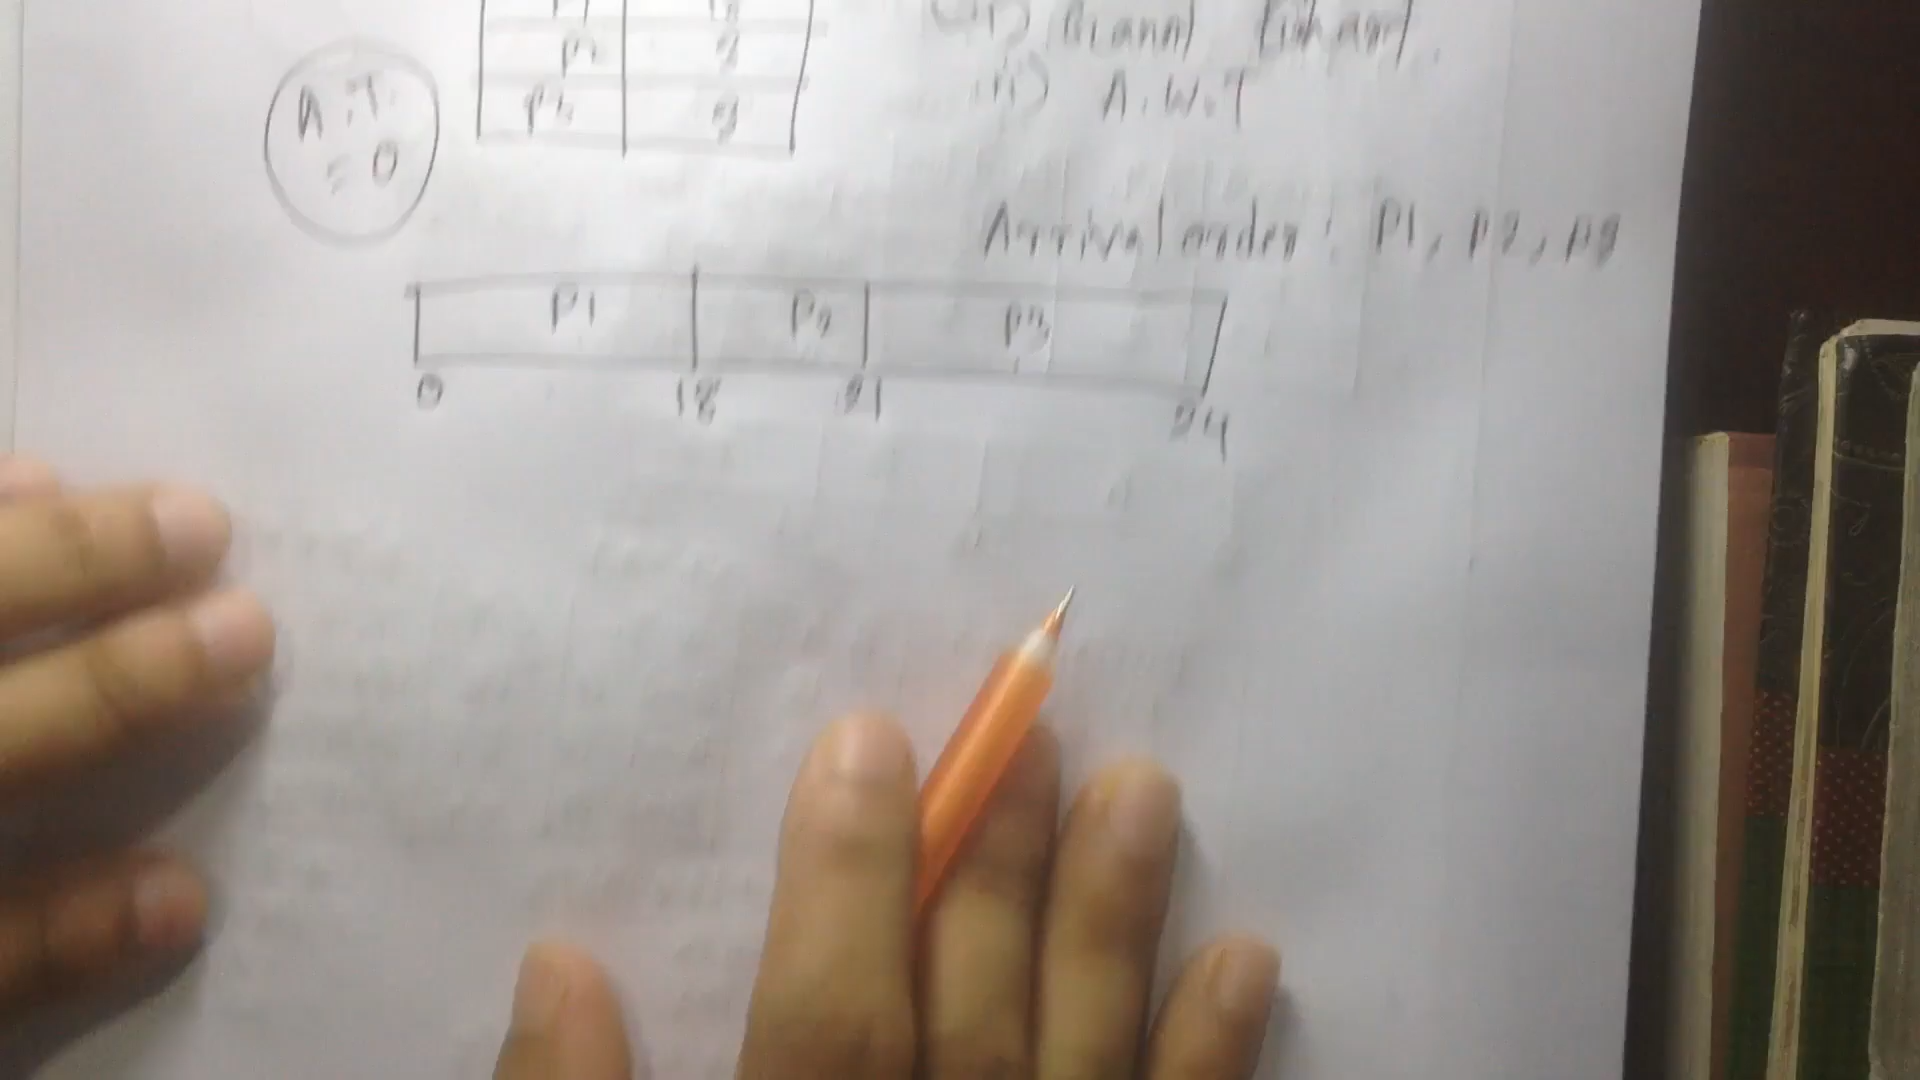 (i) Gannt Chart.
P2 3
(ii) A.W.T
A.T. = 0
P3 3
Arrival order: P1, P2, P3
P1 P2 P3
0 18 21 24